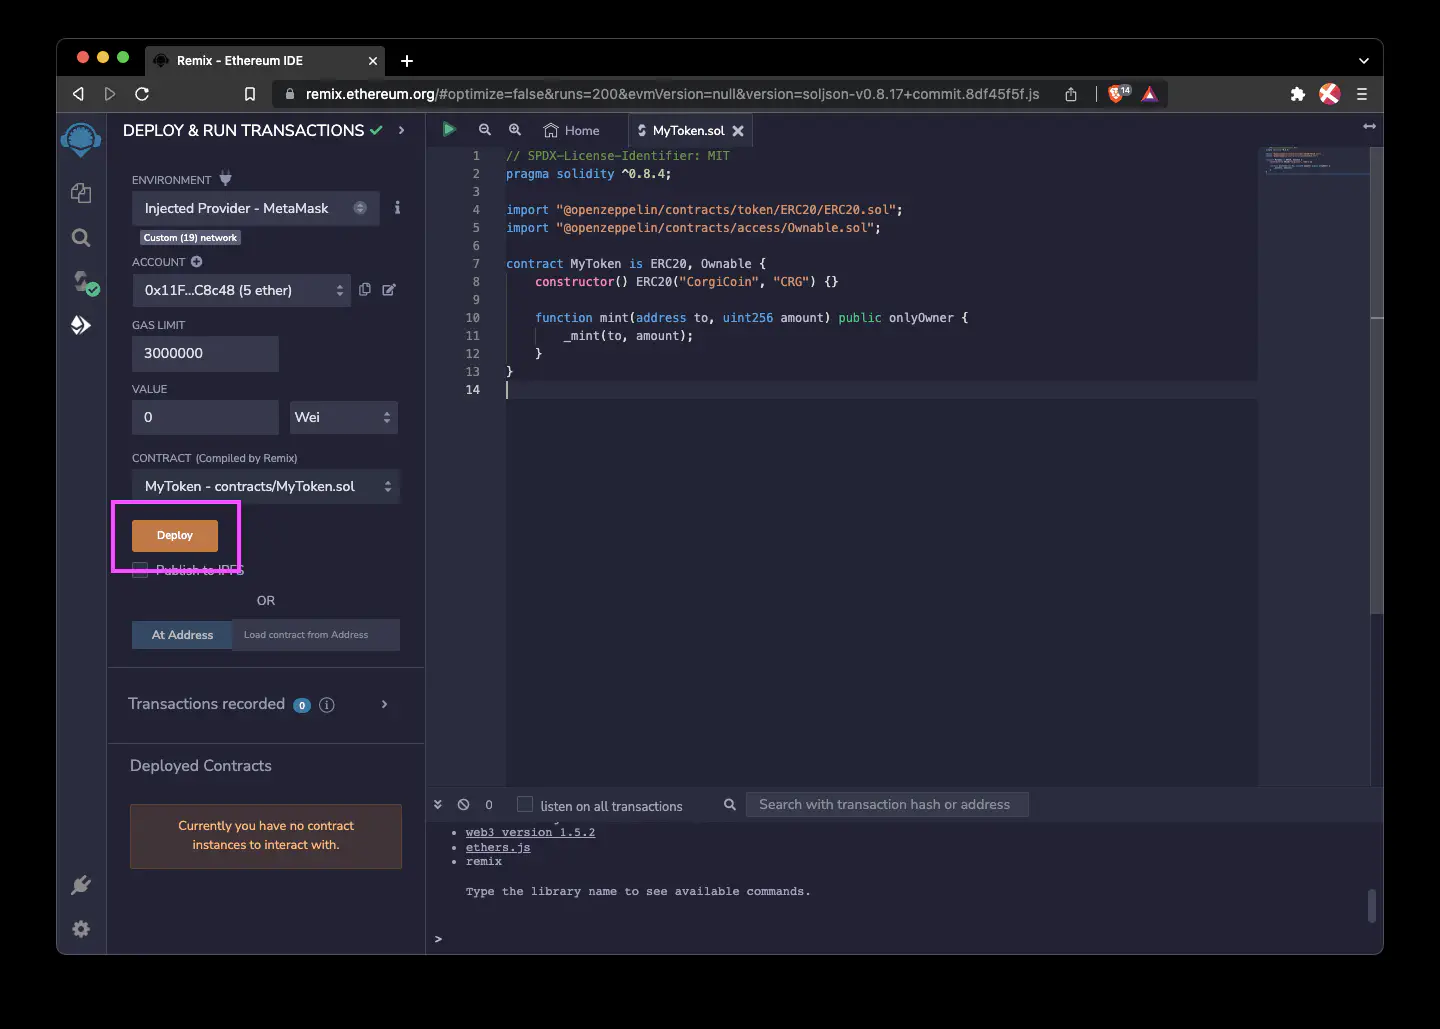 Remix - Ethereum IDE
remix.ethereum.org/#optimize=false&runs=200&evmVersion=null&version=soljson-v0.8.17+commit.8df45f5f.js
14
DEPLOY & RUN TRANSACTIONS
ENVIRONMENT
Injected Provider - MetaMask
i
Custom (19) network
ACCOUNT
0x11F...C8c48 (5 ether)
GAS LIMIT
3000000
VALUE
0
Wei
CONTRACT (Compiled by Remix)
MyToken - contracts/MyToken.sol
Deploy
Publish to IPFS
OR
At Address
Load contract from Address
Transactions recorded 0 i
Deployed Contracts
Currently you have no contract
instances to interact with.
Home
MyToken.sol
1 // SPDX-License-Identifier: MIT
2 pragma solidity ^0.8.4;
3
4 import "@openzeppelin/contracts/token/ERC20/ERC20.sol";
5 import "@openzeppelin/contracts/access/Ownable.sol";
6
7 contract MyToken is ERC20, Ownable {
8 constructor() ERC20("CorgiCoin", "CRG") {}
9
10 function mint(address to, uint256 amount) public onlyOwner {
11 _mint(to, amount);
12 }
13 }
14
0
listen on all transactions
Search with transaction hash or address
• web3 version 1.5.2
• ethers.js
• remix
Type the library name to see available commands.
>